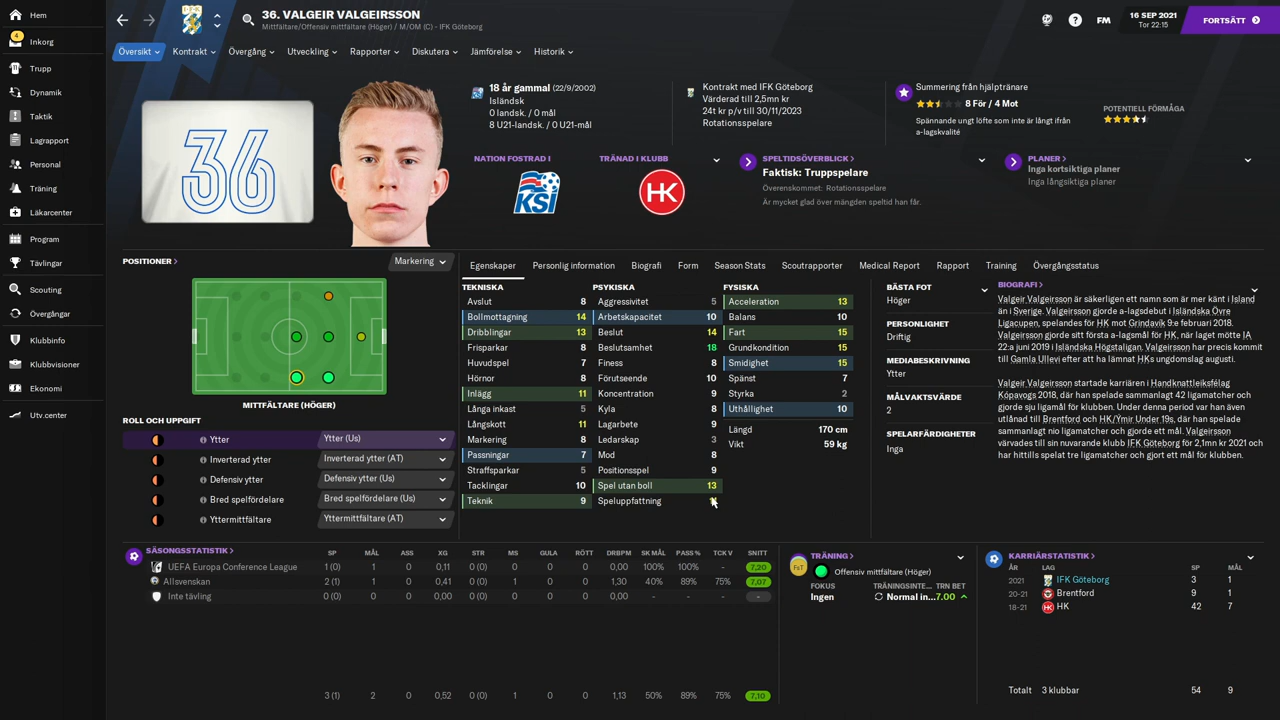 Hem
4
Inkorg
Trupp
Dynamik
Taktik
Lagrapport
Personal
Träning
Läkarcenter
Program
Tävlingar
Scouting
Övergångar
Klubbinfo
Klubbvisioner
Ekonomi
Utv.center
36. VALGEIR VALGEIRSSON
Mittfältare/Offensiv mittfältare (Höger) / M/OM (C) - IFK Göteborg
FM
16 SEP 2021
Tor 22:15
FORTSÄTT
Översikt
Kontrakt
Övergång
Utveckling
Rapporter
Diskutera
Jämförelse
Historik
36
18 år gammal (22/9/2002)
Isländsk
0 landsk. / 0 mål
8 U21-landsk. / 0 U21-mål
Kontrakt med IFK Göteborg
Värderad till 2,5mn kr
24t kr p/v till 30/11/2023
Rotationsspelare
Summering från hjälptränare
8 För / 4 Mot
Spännande ungt löfte som inte är långt ifrån
a-lagskvalité
POTENTIELL FÖRMÅGA
NATION FOSTRAD I
KSÍ
TRÄNAD I KLUBB
HK
SPELTIDSÖVERBLICK
Faktisk: Truppspelare
Överenskommet: Rotationsspelare
Är mycket glad över mängden speltid han får.
PLANER
Inga kortsiktiga planer
Inga långsiktiga planer
POSITIONER
Markering
MITTFÄLTARE (HÖGER)
ROLL OCH UPPGIFT
Ytter Ytter (Us)
Inverterad ytter Inverterad ytter (AT)
Defensiv ytter Defensiv ytter (Us)
Bred spelfördelare Bred spelfördelare (Us)
Yttermittfältare Yttermittfältare (AT)
Egenskaper
Personlig information
Biografi
Form
Season Stats
Scoutrapporter
Medical Report
Rapport
Training
Övergångsstatus
TEKNISKA
Avslut 8
Bollmottagning 14
Dribblingar 13
Frisparkar 8
Huvudspel 7
Hörnor 8
Inlägg 11
Långa inkast 5
Långskott 11
Markering 8
Passningar 7
Straffsparkar 5
Tacklingar 10
Teknik 9
PSYKISKA
Aggressivitet 5
Arbetskapacitet 10
Beslut 14
Beslutsamhet 18
Finess 8
Förutseende 10
Koncentration 9
Kyla 8
Lagarbete 9
Ledarskap 3
Mod 8
Positionsspel 9
Spel utan boll 13
Speluppfattning
FYSISKA
Acceleration 13
Balans 10
Fart 15
Grundkondition 15
Smidighet 15
Spänst 7
Styrka 2
Uthållighet 10
Längd 170 cm
Vikt 59 kg
BÄSTA FOT
Höger
PERSONLIGHET
Driftig
MEDIABESKRIVNING
Ytter
MÅLVAKTSVÄRDE
2
SPELARFÄRDIGHETER
Inga
BIOGRAFI
Valgeir Valgeirsson är säkerligen ett namn som är mer känt i Island
än i Sverige. Valgeirsson gjorde a-lagsdebut i Isländska Övre
Ligacupen, spelandes för HK mot Grindavik 9:e februari 2018.
Valgeirsson gjorde sitt första a-lagsmål för HK, när laget mötte IA
22:a juni 2019 i Isländska Högstaligan. Valgeirsson har precis kommit
till Gamla Ullevi efter att ha lämnat HKs ungdomslag augusti.
Valgeir Valgeirsson startade karriären i Handknattleiksfélag
Kópavogs 2018, där han spelade sammanlagt 42 ligamatcher och
gjorde sju ligamål för klubben. Under denna period var han även
utlånad till Brentford och HK/Ýmir Under 19s, där han spelade
sammanlagt nio ligamatcher och gjorde ett mål. Valgeirsson
värvades till sin nuvarande klubb IFK Göteborg för 2,1mn kr 2021 och
har hittills spelat tre ligamatcher och gjort ett mål för klubben.
SÄSONGSSTATISTIK
SP MÅL ASS XG STR MS GULA RÖTT DRBPM SK MÅL PASS% TCK V SNITT
UEFA Europa Conference League 1 (0) 1 0 0,11 0 (0) 0 0 0 0,00 100% 100% - 7,20
Allsvenskan 2 (1) 1 0 0,41 0 (0) 1 0 0 1,30 40% 89% 75% 7,07
Inte tävling 0 (0) 0 0 0,00 0 (0) 0 0 0 0,00 - - - -
3 (1) 2 0 0,52 0 (0) 1 0 0 1,13 50% 89% 75% 7,10
TRÄNING
FsT
Offensiv mittfältare (Höger)
FOKUS TRÄNINGSINTE... TRN BET
Ingen Normal in... 7.00
KARRIÄRSTATISTIK
ÅR LAG SP MÅL
2021 IFK Göteborg 3 1
20-21 Brentford 9 1
18-21 HK 42 7
Totalt 3 klubbar 54 9